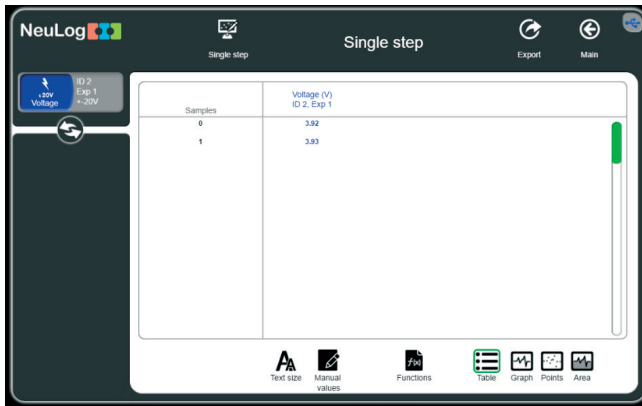 NeuLog
Single step
Single step
Export
Main
±20V
Voltage
ID 2
Exp 1
+-20V
Samples
Voltage (V)
ID 2, Exp 1
0 3.92
1 3.93
Text size
Manual
values
f(x)
Functions
Table
Graph
Points
Area